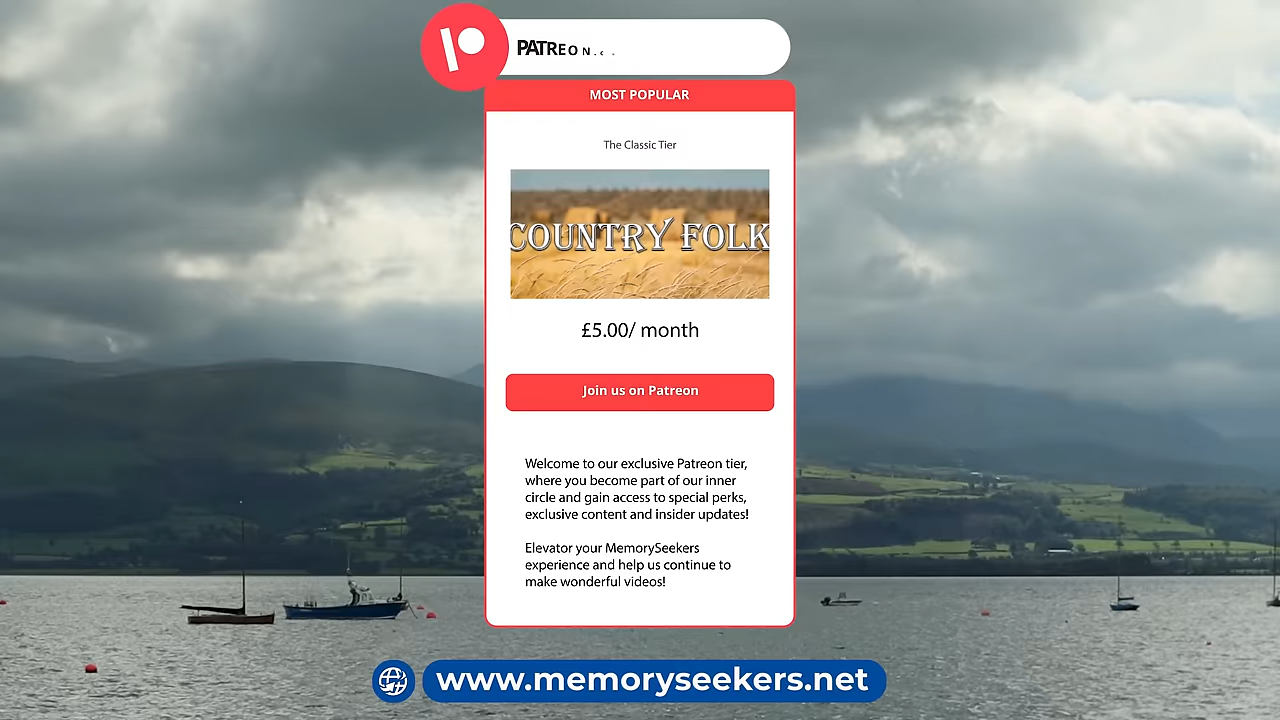 PATREON.c
MOST POPULAR
The Classic Tier
COUNTRY FOLK
£5.00/ month
Join us on Patreon
Welcome to our exclusive Patreon tier,
where you become part of our inner
circle and gain access to special perks,
exclusive content and insider updates!
Elevator your MemorySeekers
experience and help us continue to
make wonderful videos!
www.memoryseekers.net